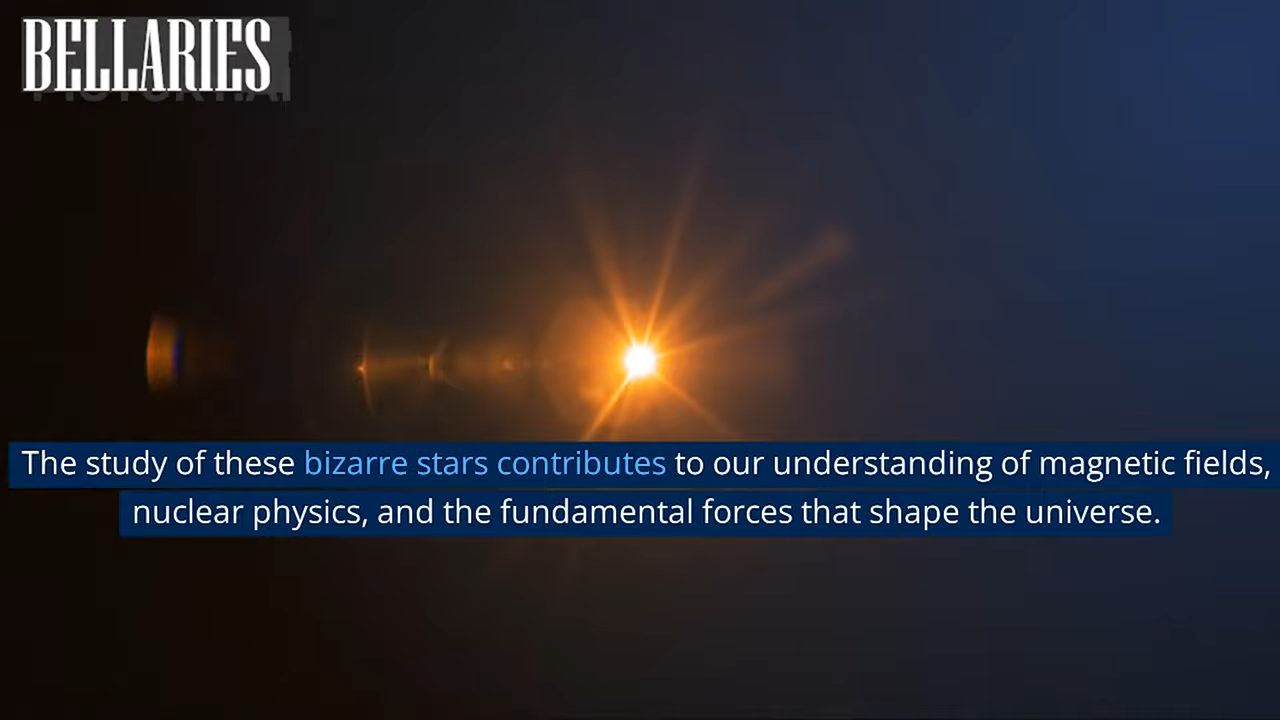 BELLARIES
The study of these bizarre stars contributes to our understanding of magnetic fields,
nuclear physics, and the fundamental forces that shape the universe.